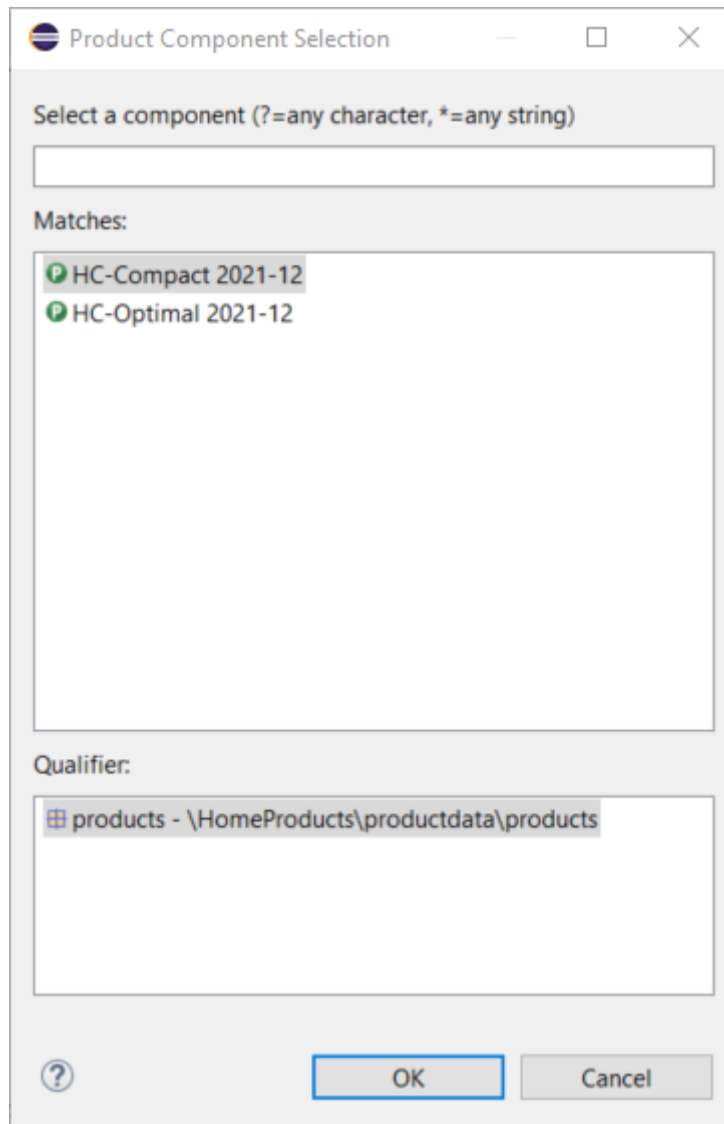 Product Component Selection
Select a component (?=any character, *=any string)
Matches:
P HC-Compact 2021-12
P HC-Optimal 2021-12
Qualifier:
products - \HomeProducts\productdata\products
?
OK
Cancel